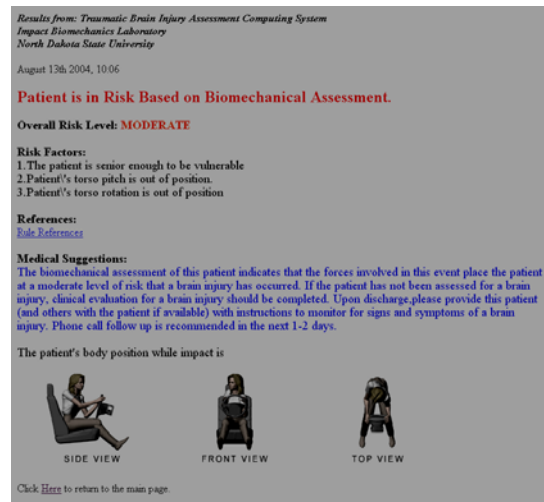 Results from: Traumatic Brain Injury Assessment Computing System
Impact Biomechanics Laboratory
North Dakota State University
August 13th 2004, 10:06
Patient is in Risk Based on Biomechanical Assessment.
Overall Risk Level: MODERATE
Risk Factors:
1.The patient is senior enough to be vulnerable
2.Patient\'s torso pitch is out of position.
3.Patient\'s torso rotation is out of position
References:
Rule References
Medical Suggestions:
The biomechanical assessment of this patient indicates that the forces involved in this event place the patient
at a moderate level of risk that a brain injury has occurred. If the patient has not been assessed for a brain
injury, clinical evaluation for a brain injury should be completed. Upon discharge,please provide this patient
(and others with the patient if available) with instructions to monitor for signs and symptoms of a brain
injury. Phone call follow up is recommended in the next 1-2 days.
The patient's body position while impact is
SIDE VIEW FRONT VIEW TOP VIEW
Click Here to return to the main page.